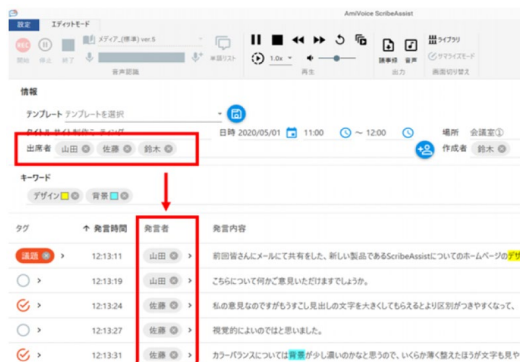 AmiVoice ScribeAssist
設定 エディットモード
REC メディア_(標準) ver.6
開始 停止 終了 単語リスト 1.0x 議事録 音声 ライブラリ サマライズモード
音声認識 再生 出力 画面切り替え
情報
テンプレート テンプレートを選択
日時 2020/05/01 11:00 ～ 12:00 場所 会議室①
出席者 山田 佐藤 鈴木 作成者 鈴木
キーワード
デザイン 背景
タグ 発言時間 発言者 発言内容
議題 12:13:11 山田 前回皆さんにメールにて共有をした、新しい製品であるScribeAssistについてのホームページのデザ
12:13:19 山田 こちらについて何かご意見いただけますでしょうか。
12:13:24 佐藤 私の意見なのですがもうすこし見出しの文字を大きくしてもらえるとより区別がつきやすくなって、
12:13:27 佐藤 視覚的によいのではと思いました。
12:13:31 佐藤 カラーバランスについては背景が少し濃いのかなと思うので、いくらか薄く整えたほうが文字も見や